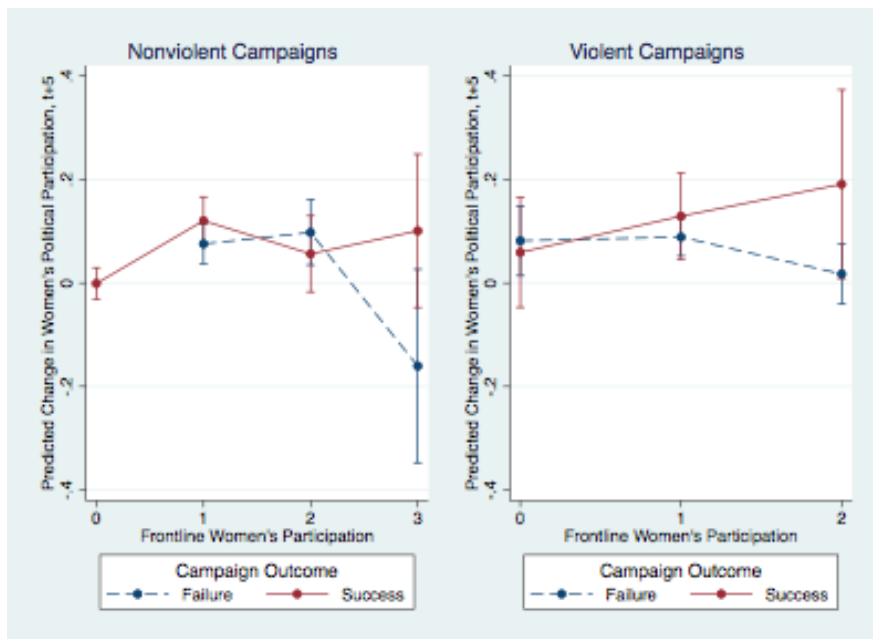 Nonviolent Campaigns
Predicted Change in Women's Political Participation, t+5
.4
.2
0
-.2
-.4
0 1 2 3
Frontline Women's Participation
Campaign Outcome
Failure Success
Violent Campaigns
Predicted Change in Women's Political Participation, t+5
.4
.2
0
-.2
-.4
0 1 2
Frontline Women's Participation
Campaign Outcome
Failure Success